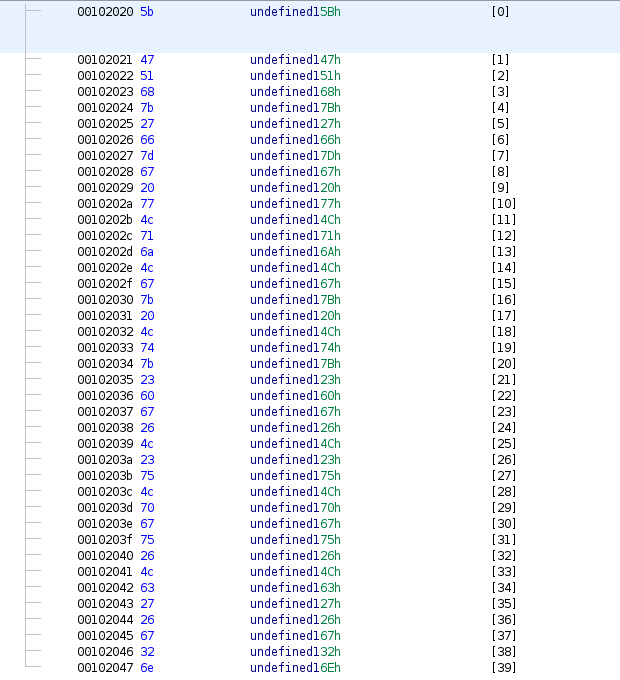 00102020 5b undefined15Bh [0]
00102021 47 undefined147h [1]
00102022 51 undefined151h [2]
00102023 68 undefined168h [3]
00102024 7b undefined17Bh [4]
00102025 27 undefined127h [5]
00102026 66 undefined166h [6]
00102027 7d undefined17Dh [7]
00102028 67 undefined167h [8]
00102029 20 undefined120h [9]
0010202a 77 undefined177h [10]
0010202b 4c undefined14Ch [11]
0010202c 71 undefined171h [12]
0010202d 6a undefined16Ah [13]
0010202e 4c undefined14Ch [14]
0010202f 67 undefined167h [15]
00102030 7b undefined17Bh [16]
00102031 20 undefined120h [17]
00102032 4c undefined14Ch [18]
00102033 74 undefined174h [19]
00102034 7b undefined17Bh [20]
00102035 23 undefined123h [21]
00102036 60 undefined160h [22]
00102037 67 undefined167h [23]
00102038 26 undefined126h [24]
00102039 4c undefined14Ch [25]
0010203a 23 undefined123h [26]
0010203b 75 undefined175h [27]
0010203c 4c undefined14Ch [28]
0010203d 70 undefined170h [29]
0010203e 67 undefined167h [30]
0010203f 75 undefined175h [31]
00102040 26 undefined126h [32]
00102041 4c undefined14Ch [33]
00102042 63 undefined163h [34]
00102043 27 undefined127h [35]
00102044 26 undefined126h [36]
00102045 67 undefined167h [37]
00102046 32 undefined132h [38]
00102047 6e undefined16Eh [39]